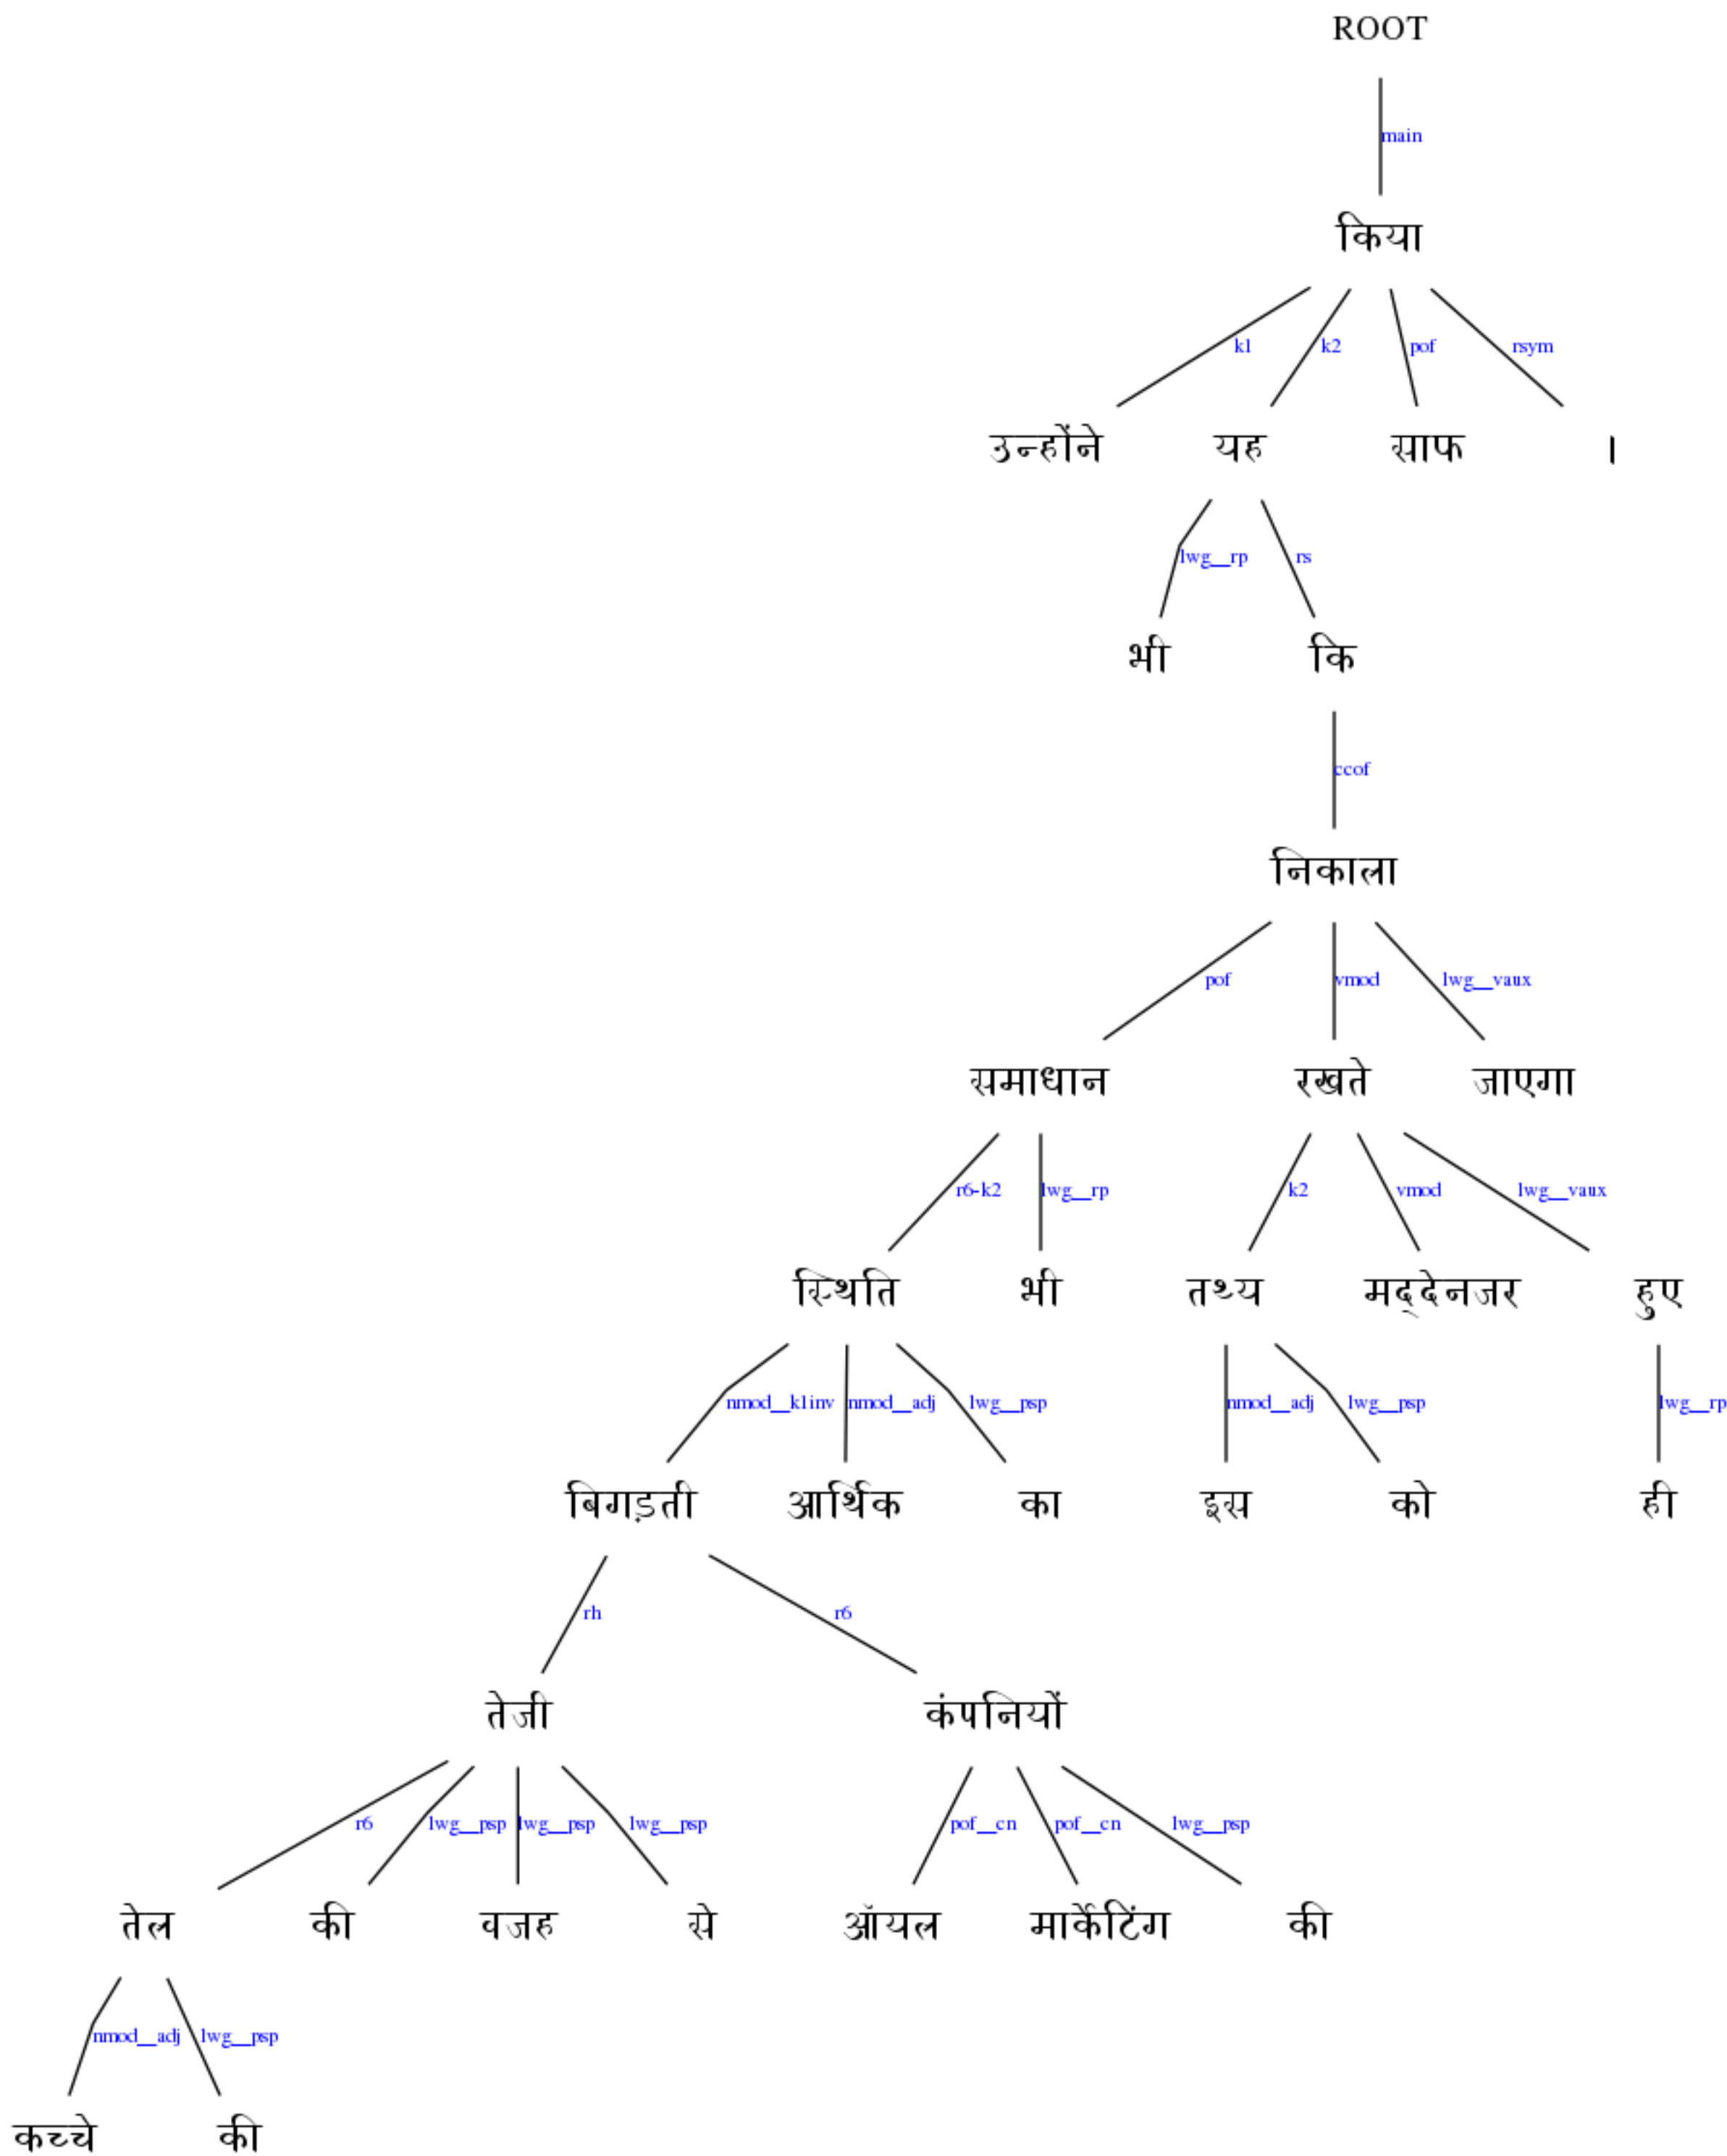 ROOT
main
किया
k1 k2 pof rsym
उन्होंने यह साफ ।
lwg__rp rs
भी कि
ccof
निकाला
pof vmod lwg__vaux
समाधान रखते जाएगा
r6-k2 lwg__rp k2 vmod lwg__vaux
स्थिति भी तथ्य मद्देनजर हुए
nmod__k1inv nmod__adj lwg__psp nmod__adj lwg__psp lwg__rp
बिगड़ती आर्थिक का इस को ही
rh r6
तेजी कंपनियों
r6 lwg__psp lwg__psp lwg__psp pof__cn pof__cn lwg__psp
तेल की वजह से ऑयल मार्केटिंग की
nmod__adj lwg__psp
कच्चे की